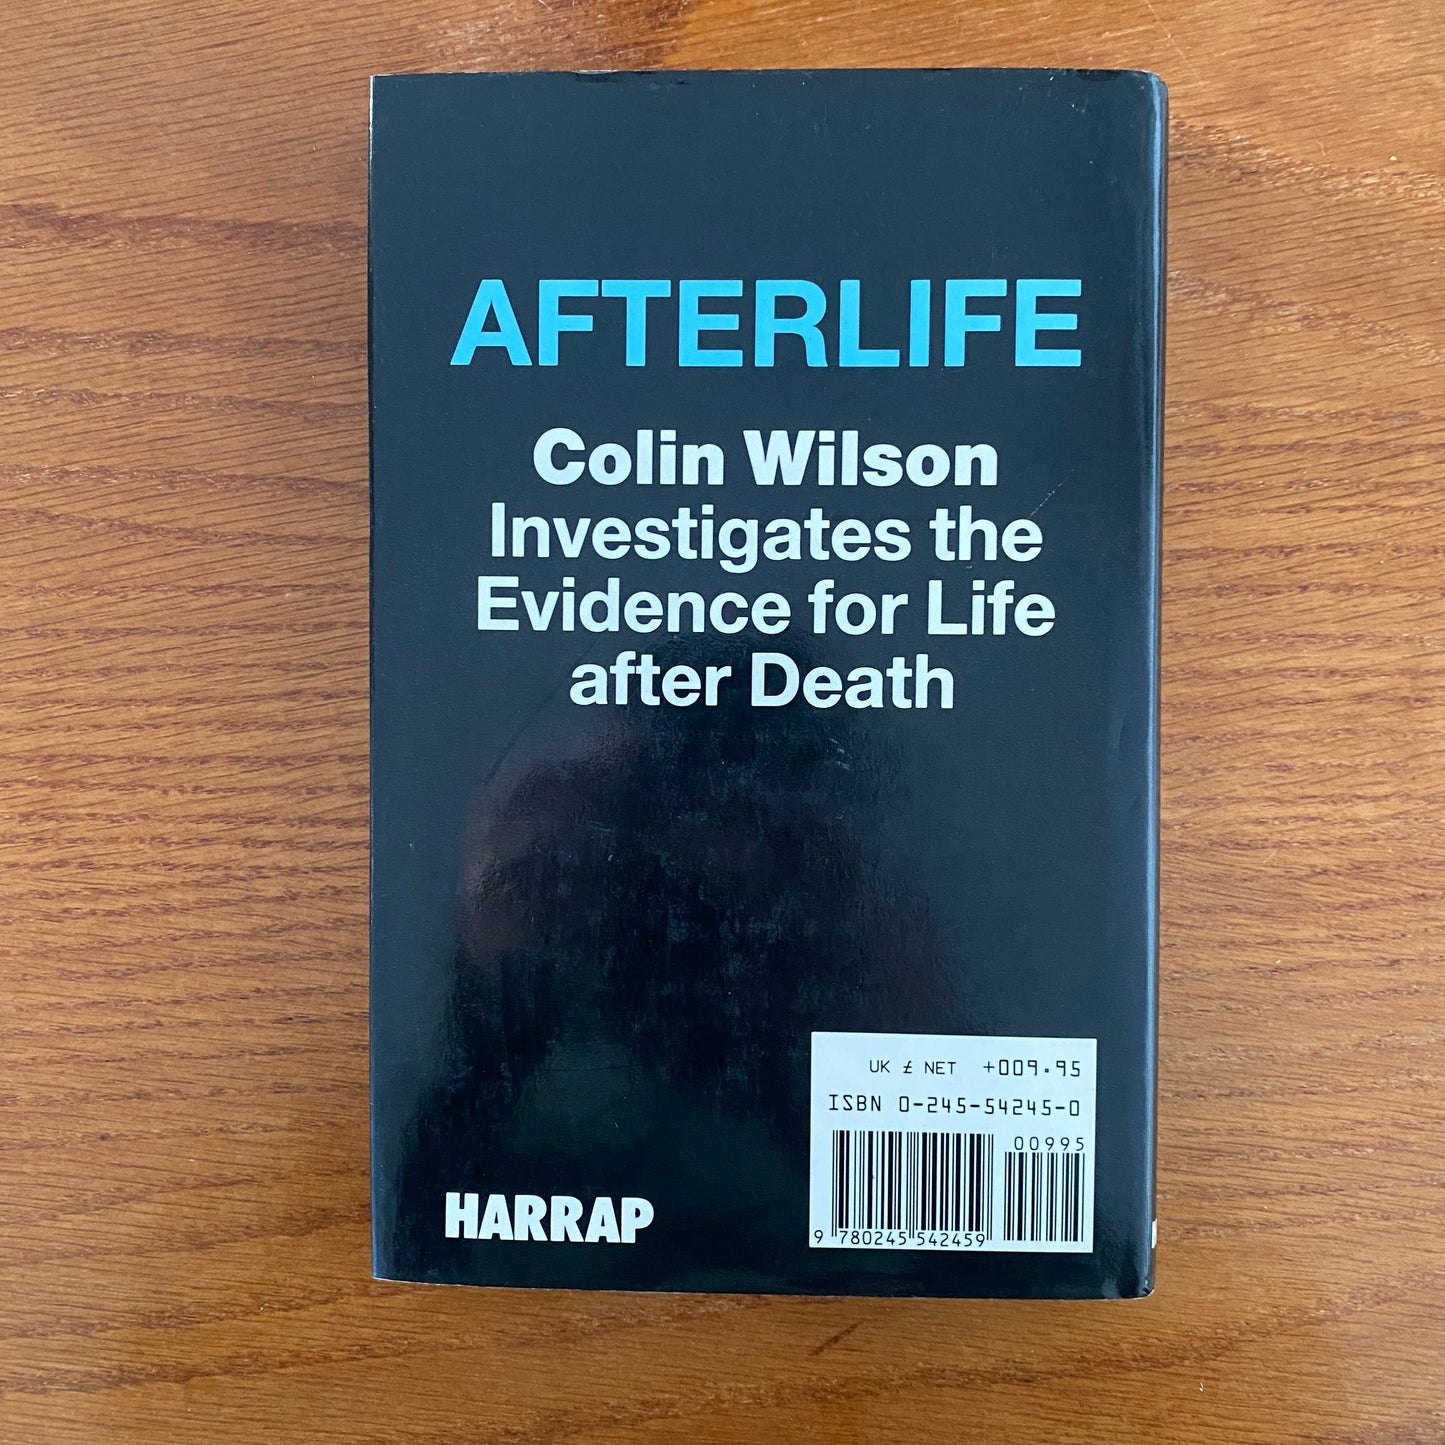 AFTERLIFE
Colin Wilson
Investigates the
Evidence for Life
after Death
UK £ NET +009.95
ISBN 0-245-54245-0
00995
9 780245 542459
HARRAP